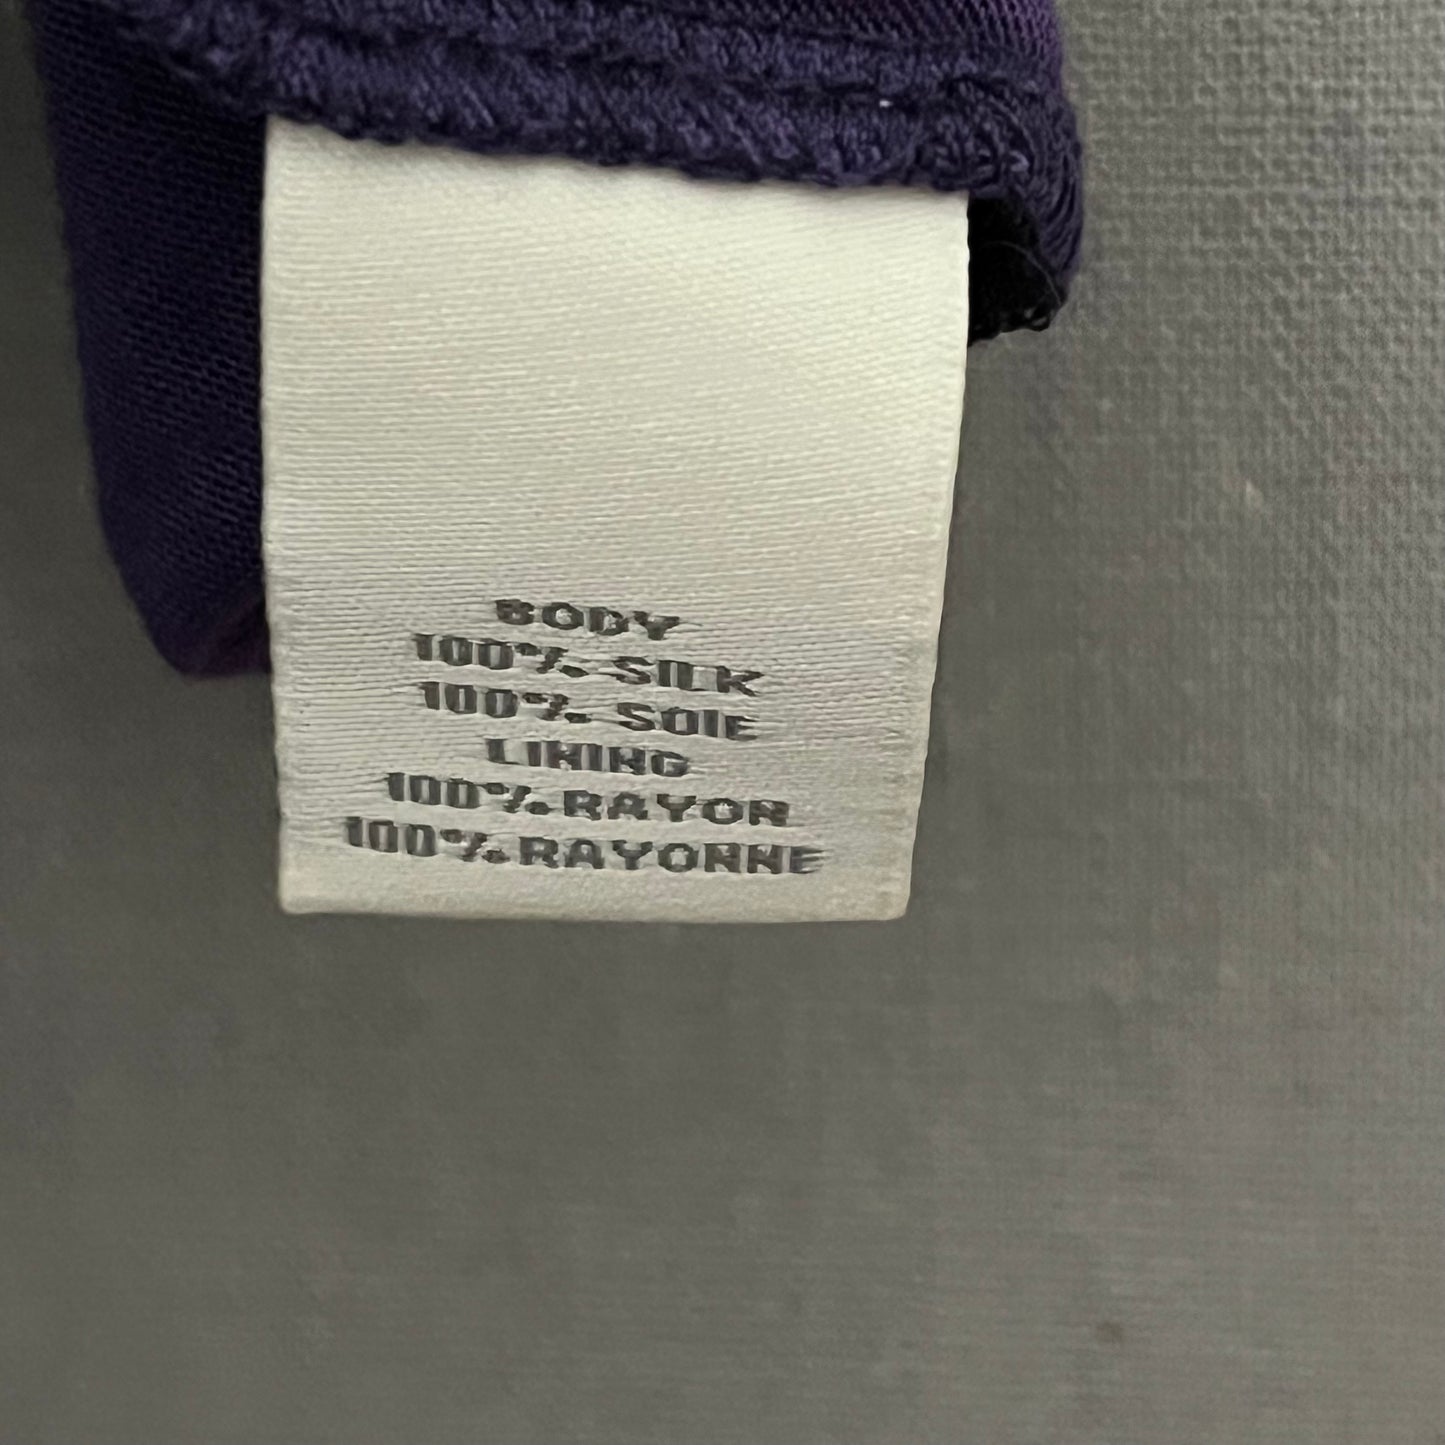 BODY
100% SILK
100% SOIE
LINING
100% RAYON
100% RAYONNE